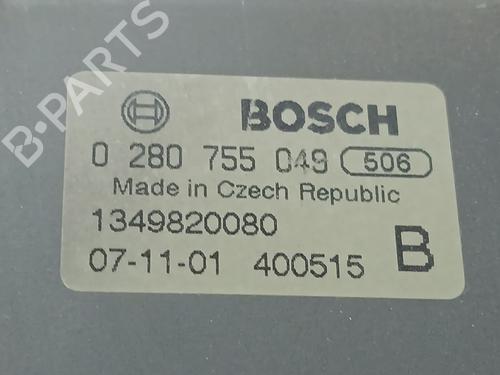 B-PARTS
BOSCH
0 280 755 049 506
Made in Czech Republic
1349820080
07-11-01 400515 B